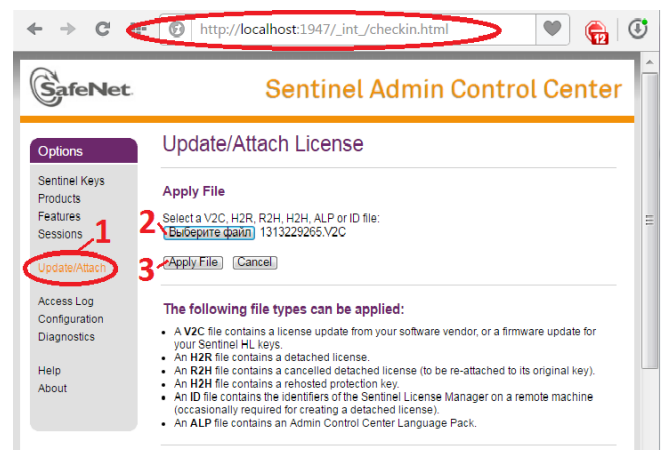 http://localhost:1947/_int_/checkin.html
12
SafeNet.
Sentinel Admin Control Center
Options
Sentinel Keys
Products
Features
Sessions
1
Update/Attach
Access Log
Configuration
Diagnostics
Help
About
Update/Attach License
Apply File
Select a V2C, H2R, R2H, H2H, ALP or ID file:
2 Выберите файл 1313229265.V2C
3 Apply File Cancel
The following file types can be applied:
• A V2C file contains a license update from your software vendor, or a firmware update for
your Sentinel HL keys.
• An H2R file contains a detached license.
• An R2H file contains a cancelled detached license (to be re-attached to its original key).
• An H2H file contains a rehosted protection key.
• An ID file contains the identifiers of the Sentinel License Manager on a remote machine
(occasionally required for creating a detached license).
• An ALP file contains an Admin Control Center Language Pack.